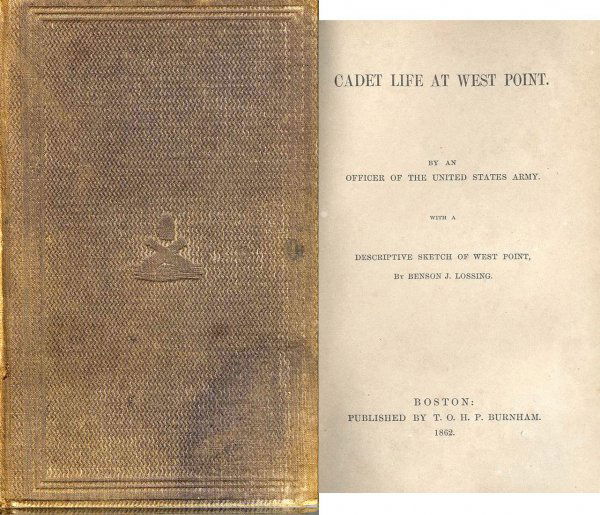 CADET LIFE AT WEST POINT.
BY AN
OFFICER OF THE UNITED STATES ARMY.
WITH A
DESCRIPTIVE SKETCH OF WEST POINT,
BY BENSON J. LOSSING.
BOSTON:
PUBLISHED BY T. O. H. P. BURNHAM.
1862.